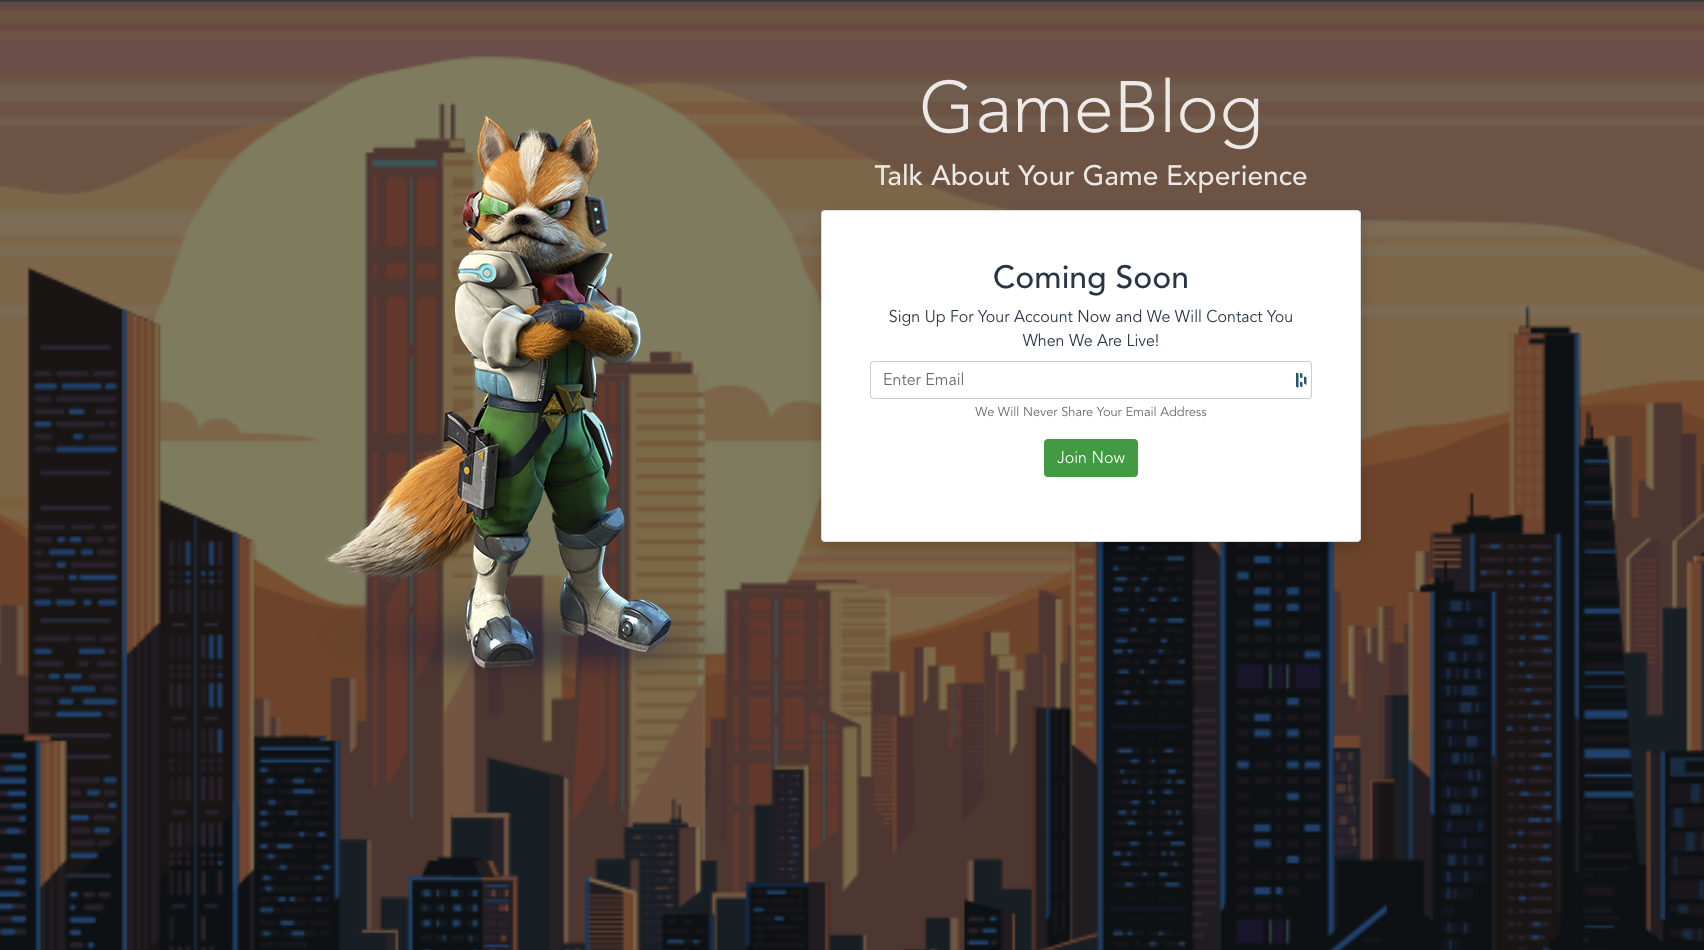 GameBlog
Talk About Your Game Experience
Coming Soon
Sign Up For Your Account Now and We Will Contact You
When We Are Live!
Enter Email
We Will Never Share Your Email Address
Join Now